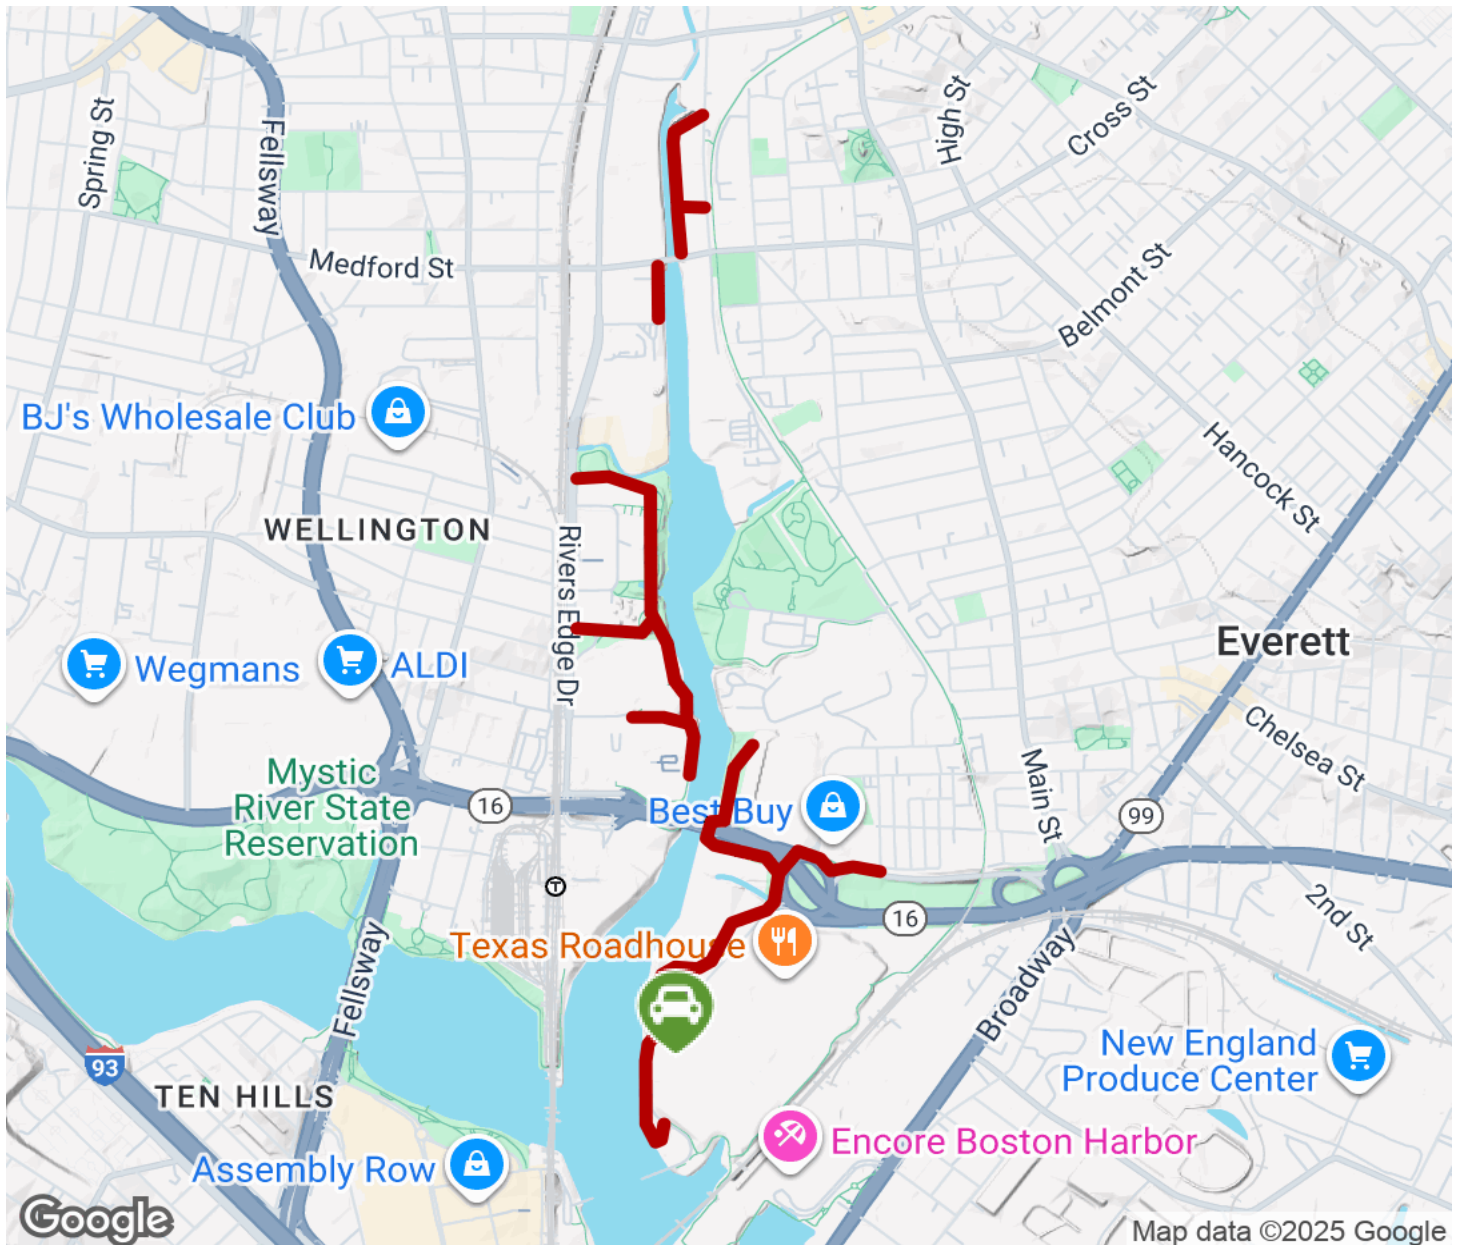 Spring St
Fellsway
High St
Cross St
Medford St
Belmont St
BJ's Wholesale Club
Hancock St
WELLINGTON
Rivers Edge Dr
Everett
Wegmans
ALDI
Chelsea St
Mystic
River State
Reservation
16
Best Buy
Main St
99
16
2nd St
Texas Roadhouse
Fellsway
Broadway
T
New England
Produce Center
93
TEN HILLS
Encore Boston Harbor
Assembly Row
Google
Map data ©2025 Google